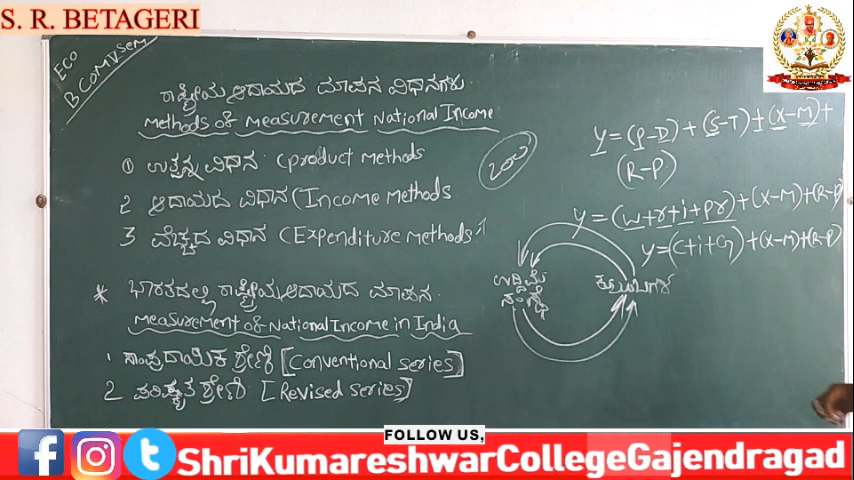 S. R. BETAGERI
ECO
B COM V SEM
ರಾಷ್ಟ್ರೀಯ ಆದಾಯದ ಮಾಪನ ವಿಧಾನಗಳು.
Methods of measurement National Income
① ಉತ್ಪನ್ನ ವಿಧಾನ (product methods
2 ಆದಾಯದ ವಿಧಾನ (Income methods
3 ವೆಚ್ಚದ ವಿಧಾನ (Expenditure methods
* ಭಾರತದಲ್ಲಿ ರಾಷ್ಟ್ರೀಯ ಆದಾಯದ ಮಾಪನ.
Measurement of National Income in India
1 ಸಾಂಪ್ರದಾಯಿಕ ಶ್ರೇಣಿ [Conventional series]
2 ಪರಿಷ್ಕೃತ ಶ್ರೇಣಿ [Revised series]
y = (P-D) + (S-T) + (X-M) +
(R-P)
y = (w+r+i+pr) + (X-M) + (R-P)
y = (C+i+G) + (X-M) + (R-P)
ಉದ್ದಿಮೆ
FOLLOW US,
ShriKumareshwarCollegeGajendragad